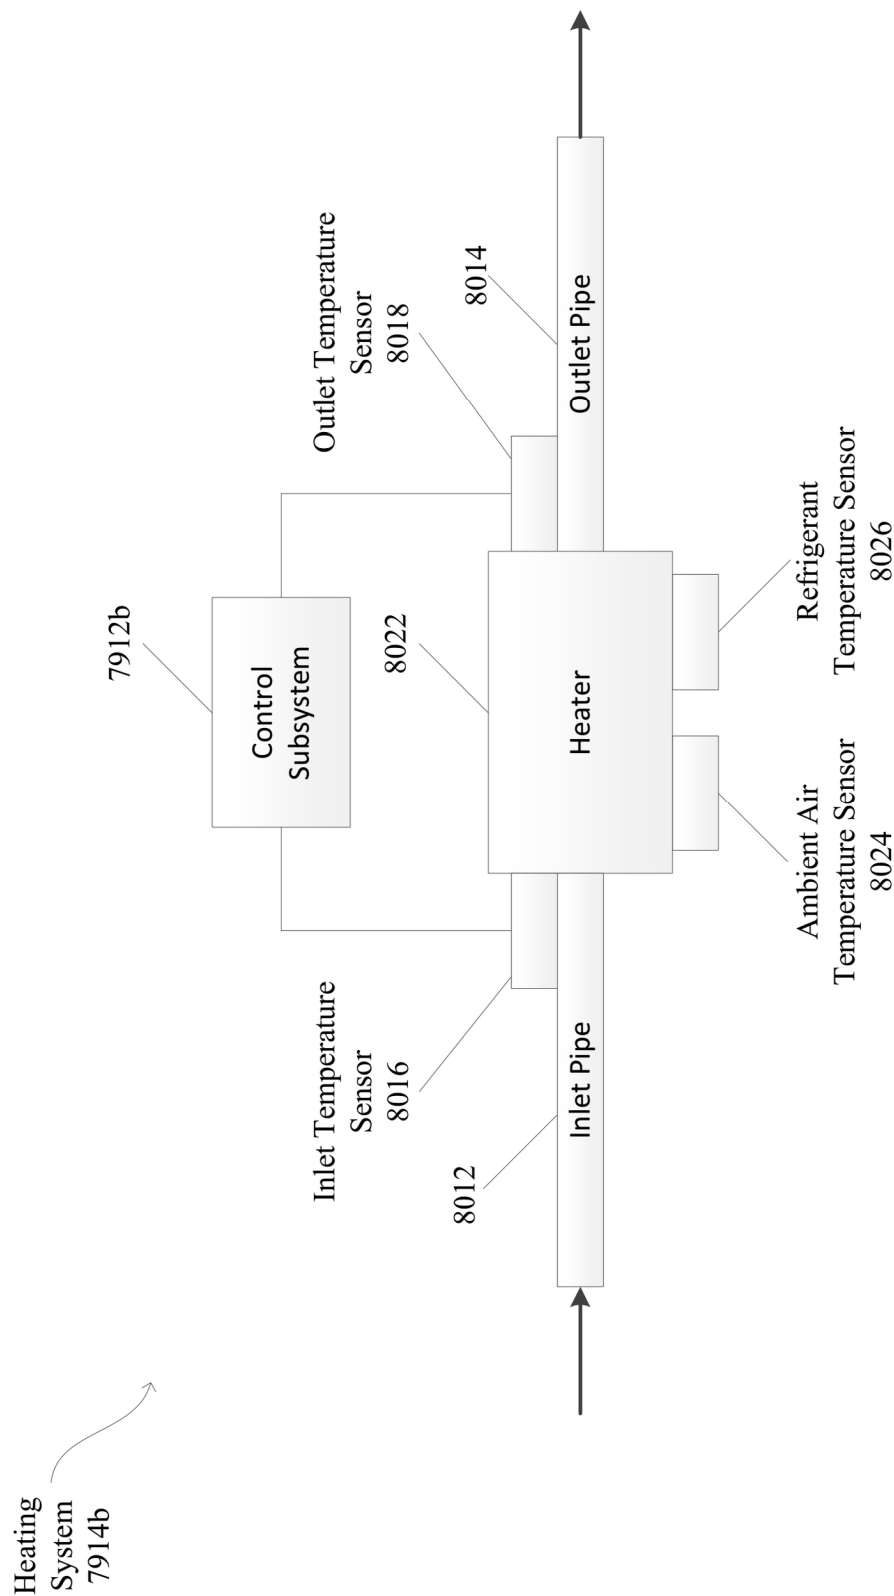 Heating
System
7914b
7912b
Control
Subsystem
Inlet Temperature
Sensor
8016
Outlet Temperature
Sensor
8018
8012
8022
8014
Inlet Pipe
Heater
Outlet Pipe
Ambient Air
Temperature Sensor
8024
Refrigerant
Temperature Sensor
8026